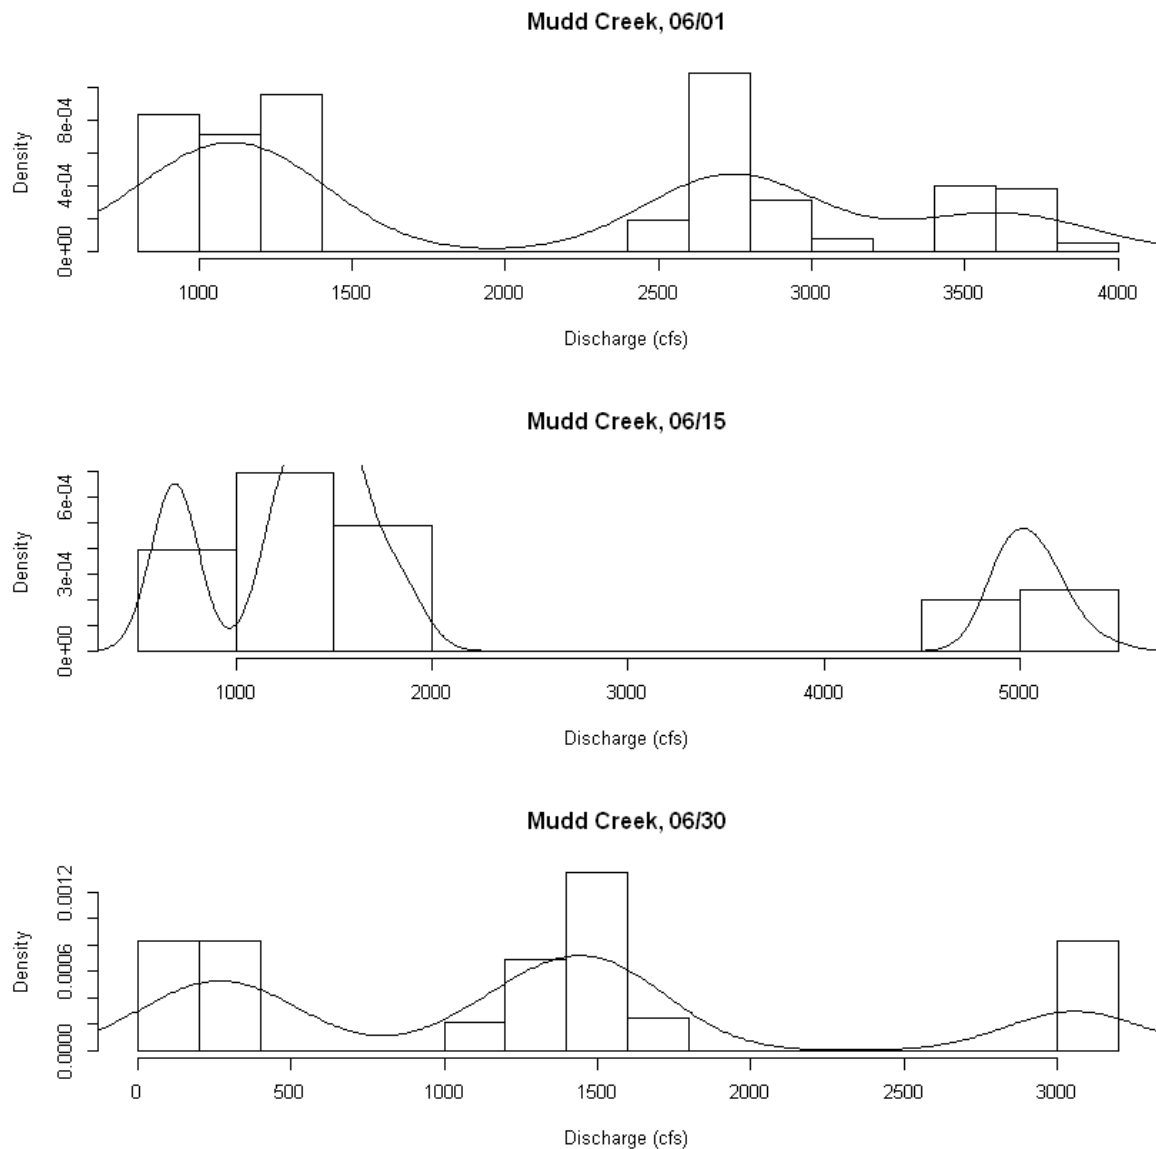 Mudd Creek, 06/01
Density
0e+00 4e-04 8e-04
1000 1500 2000 2500 3000 3500 4000
Discharge (cfs)
Mudd Creek, 06/15
Density
0e+00 3e-04 6e-04
1000 2000 3000 4000 5000
Discharge (cfs)
Mudd Creek, 06/30
Density
0.0000 0.0006 0.0012
0 500 1000 1500 2000 2500 3000
Discharge (cfs)